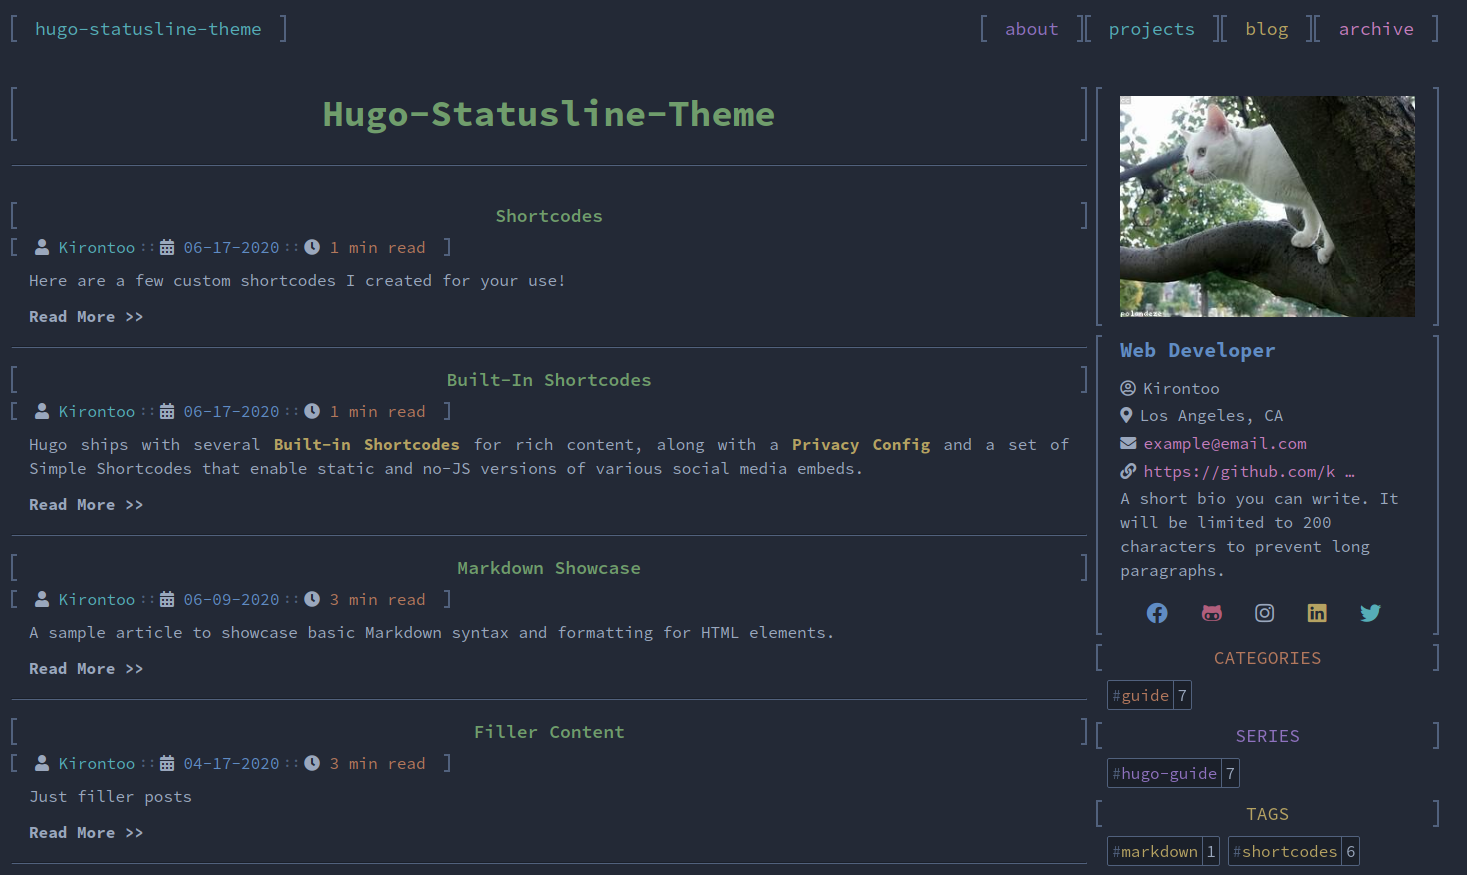 hugo-statusline-theme
about projects blog archive
Hugo-Statusline-Theme
Shortcodes
Kirontoo :: 06-17-2020 :: 1 min read
Here are a few custom shortcodes I created for your use!
Read More >>
Built-In Shortcodes
Kirontoo :: 06-17-2020 :: 1 min read
Hugo ships with several Built-in Shortcodes for rich content, along with a Privacy Config and a set of
Simple Shortcodes that enable static and no-JS versions of various social media embeds.
Read More >>
Markdown Showcase
Kirontoo :: 06-09-2020 :: 3 min read
A sample article to showcase basic Markdown syntax and formatting for HTML elements.
Read More >>
Filler Content
Kirontoo :: 04-17-2020 :: 3 min read
Just filler posts
Read More >>
Web Developer
Kirontoo
Los Angeles, CA
example@email.com
https://github.com/k …
A short bio you can write. It
will be limited to 200
characters to prevent long
paragraphs.
CATEGORIES
#guide 7
SERIES
#hugo-guide 7
TAGS
#markdown 1 #shortcodes 6